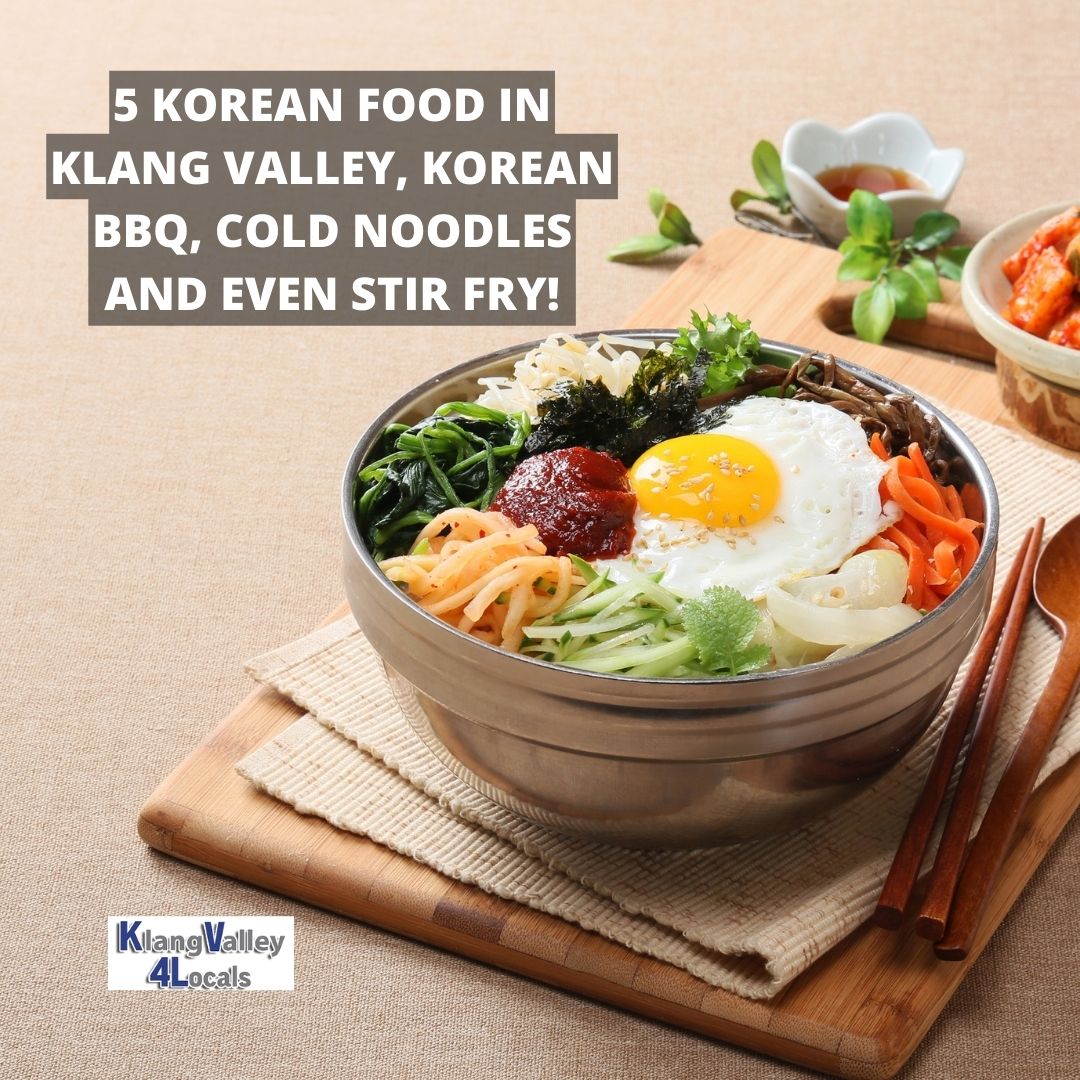 5 KOREAN FOOD IN
KLANG VALLEY, KOREAN
BBQ, COLD NOODLES
AND EVEN STIR FRY!
KlangValley
4Locals